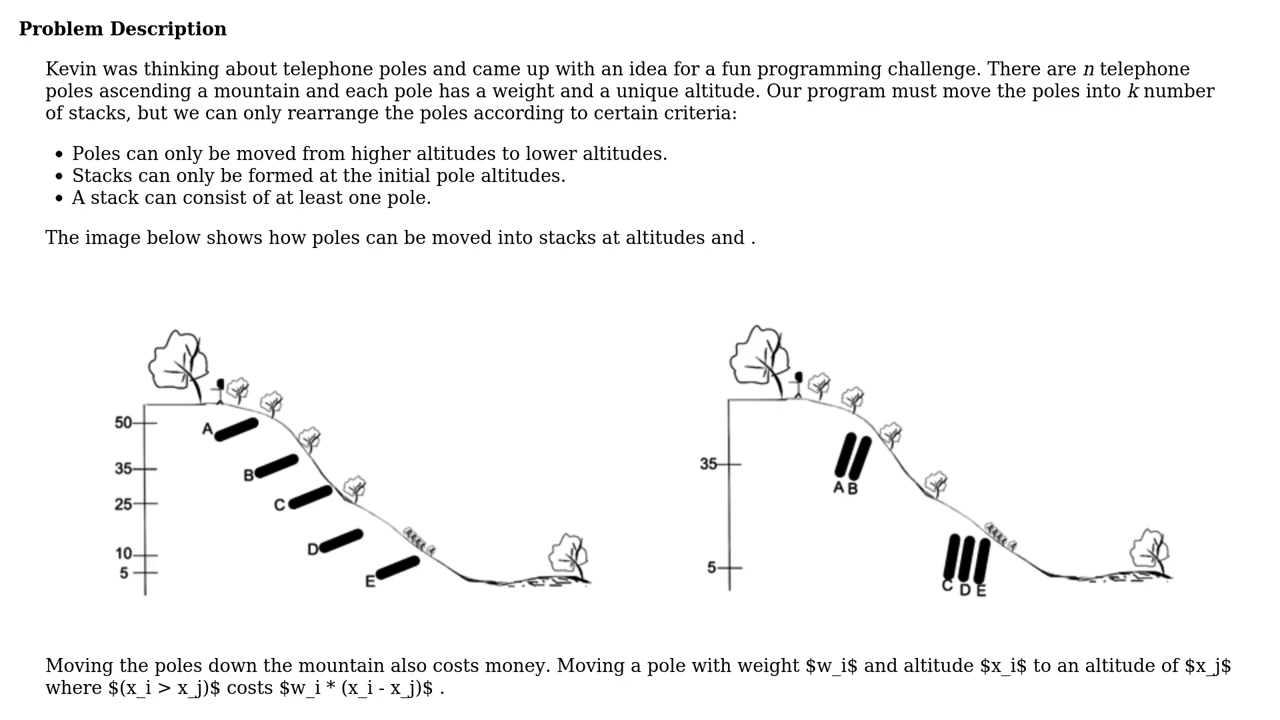 Problem Description
Kevin was thinking about telephone poles and came up with an idea for a fun programming challenge. There are n telephone
poles ascending a mountain and each pole has a weight and a unique altitude. Our program must move the poles into k number
of stacks, but we can only rearrange the poles according to certain criteria:
• Poles can only be moved from higher altitudes to lower altitudes.
• Stacks can only be formed at the initial pole altitudes.
• A stack can consist of at least one pole.
The image below shows how poles can be moved into stacks at altitudes and .
50
A
35
B
25
C
10
D
5
E
35
A B
5
C D E
Moving the poles down the mountain also costs money. Moving a pole with weight $w_i$ and altitude $x_i$ to an altitude of $x_j$
where $(x_i > x_j)$ costs $w_i * (x_i - x_j)$ .